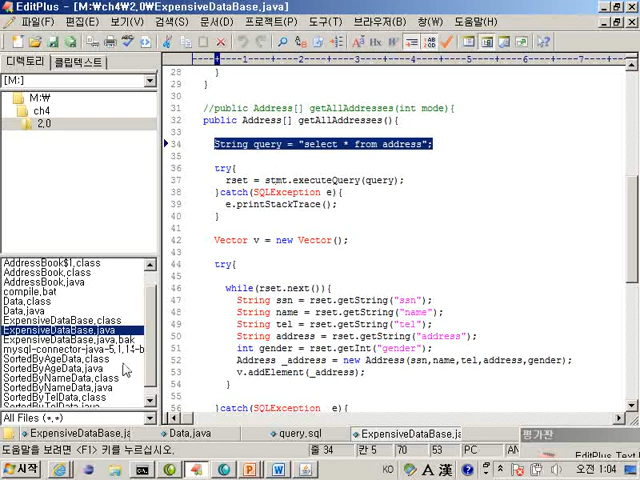 EditPlus - [M:₩ch4₩2,0₩ExpensiveDataBase,java]
파일(F) 편집(E) 보기(V) 검색(S) 문서(D) 프로젝트(P) 도구(T) 브라우저(B) 창(W) 도움말(H)
디렉토리 클립텍스트
[M:]
M:₩
ch4
2,0
AddressBook$1,class
AddressBook,class
AddressBook,java
compile,bat
Data,class
Data,java
ExpensiveDataBase,class
ExpensiveDataBase,java
ExpensiveDataBase,java,bak
mysql-connector-java-5,1,14-b
SortedByAgeData,class
SortedByAgeData,java
SortedByNameData,class
SortedByNameData,java
SortedByTelData,class
SortedByTelData,java
All Files (*,*)
28 }
29 }
30
31 //public Address[] getAllAddresses(int mode){
32 public Address[] getAllAddresses(){
33
34 String query = "select * from address";
35
36 try{
37 rset = stmt.executeQuery(query);
38 }catch(SQLException e){
39 e.printStackTrace();
40 }
41
42 Vector v = new Vector();
43
44 try{
45
46 while(rset.next()){
47 String ssn = rset.getString("ssn");
48 String name = rset.getString("name");
49 String tel = rset.getString("tel");
50 String address = rset.getString("address");
51 int gender = rset.getInt("gender");
52 Address _address = new Address(ssn,name,tel,address,gender);
53 v.addElement(_address);
54 }
55
56 }catch(SQLException e){
ExpensiveDataBase,ja Data,java query,sql ExpensiveDataBase,ja 평가판
도움말을 보려면 <F1> 키를 누르십시오. 줄 34 칸 5 70 53 PC AN EditPlus Text
시작 KO A 漢 오전 1:04